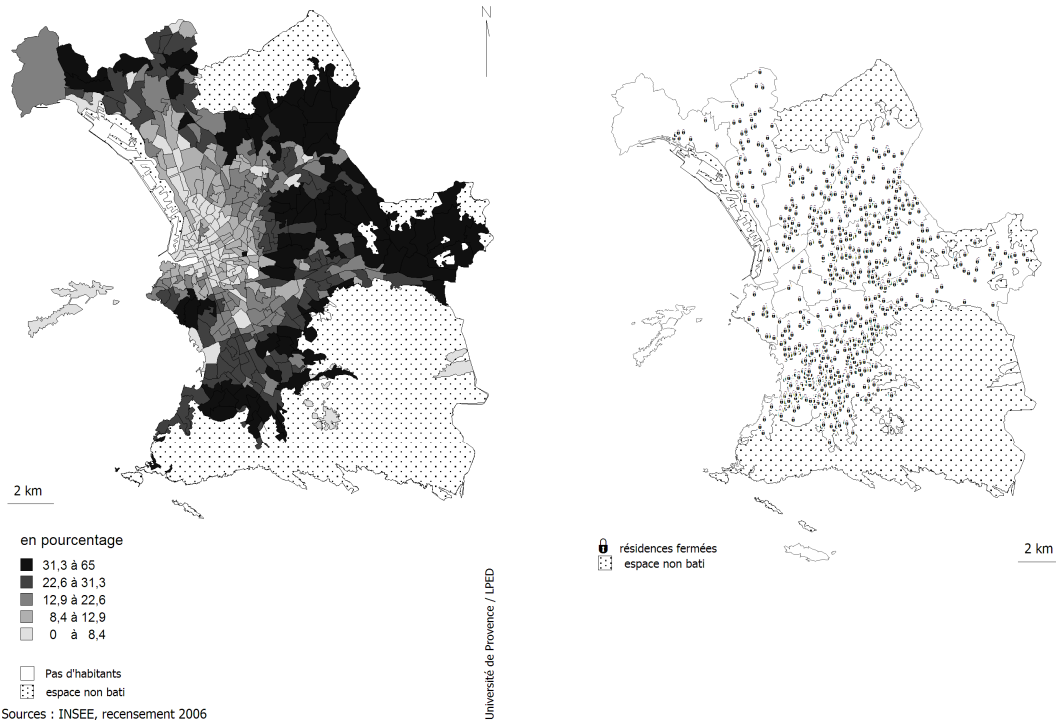 N
2 km
en pourcentage
31,3 à 65
22,6 à 31,3
12,9 à 22,6
8,4 à 12,9
0 à 8,4
Pas d'habitants
espace non bati
Sources : INSEE, recensement 2006
Université de Provence / LPED
résidences fermées
espace non bati
2 km